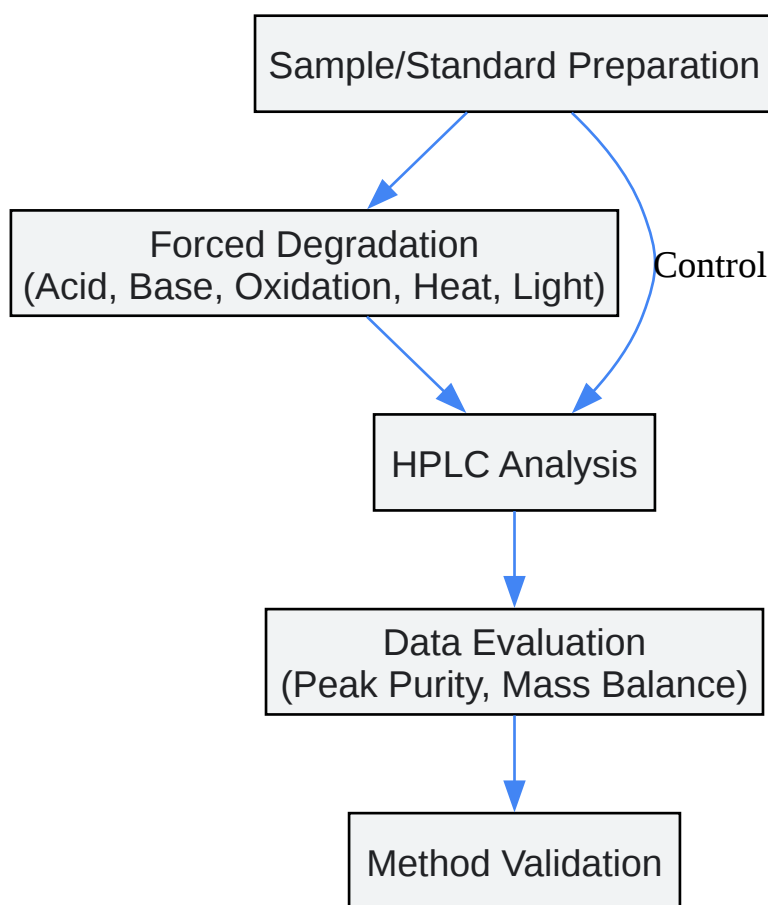 Sample/Standard Preparation
Forced Degradation
(Acid, Base, Oxidation, Heat, Light)
Control
HPLC Analysis
Data Evaluation
(Peak Purity, Mass Balance)
Method Validation